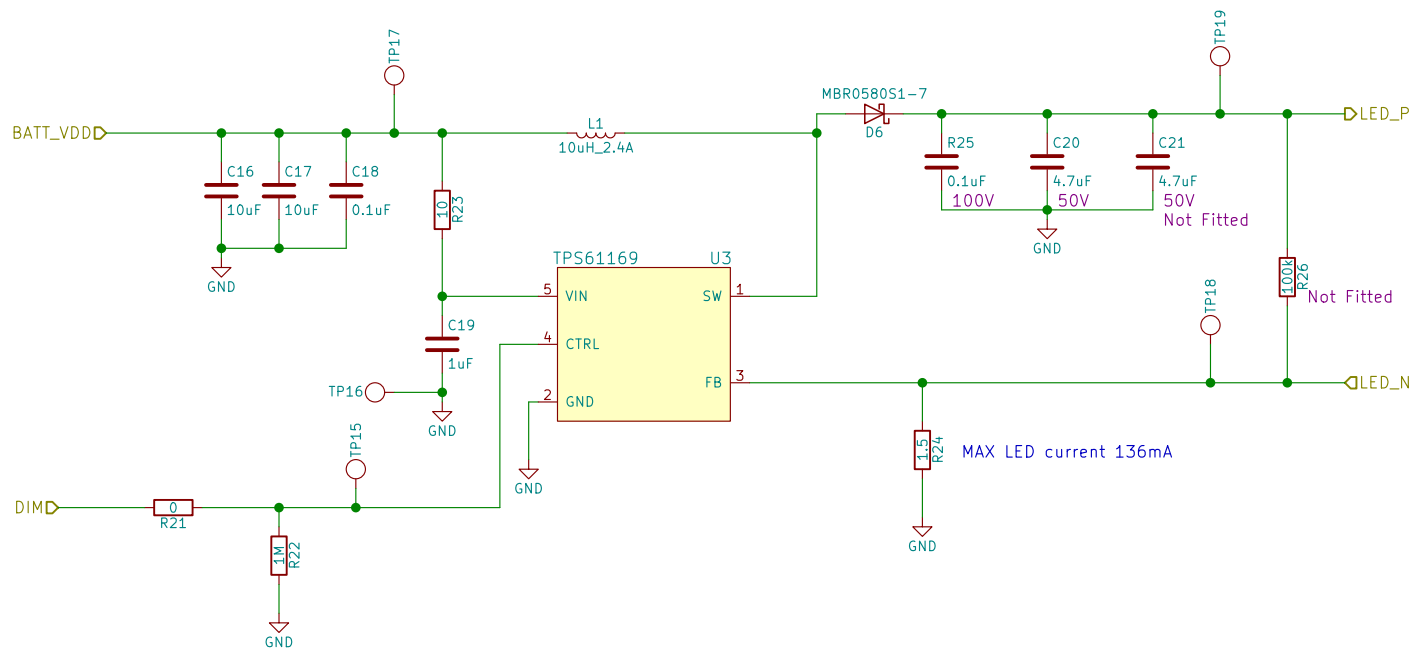 TP19
TP17
MBR0580S1-7
BATT_VDD
L1
10uH_2.4A
D6
LED_P
C16
10uF
C17
10uF
C18
0.1uF
R25
0.1uF
100V
C20
4.7uF
50V
C21
4.7uF
50V
Not Fitted
10
R23
GND
GND
TPS61169
U3
5
VIN
SW
1
4
CTRL
FB
3
2
GND
100k
R26
Not Fitted
TP18
C19
1uF
TP16
GND
LED_N
TP15
1.5
R24
MAX LED current 136mA
GND
DIM
0
R21
1M
R22
GND
GND